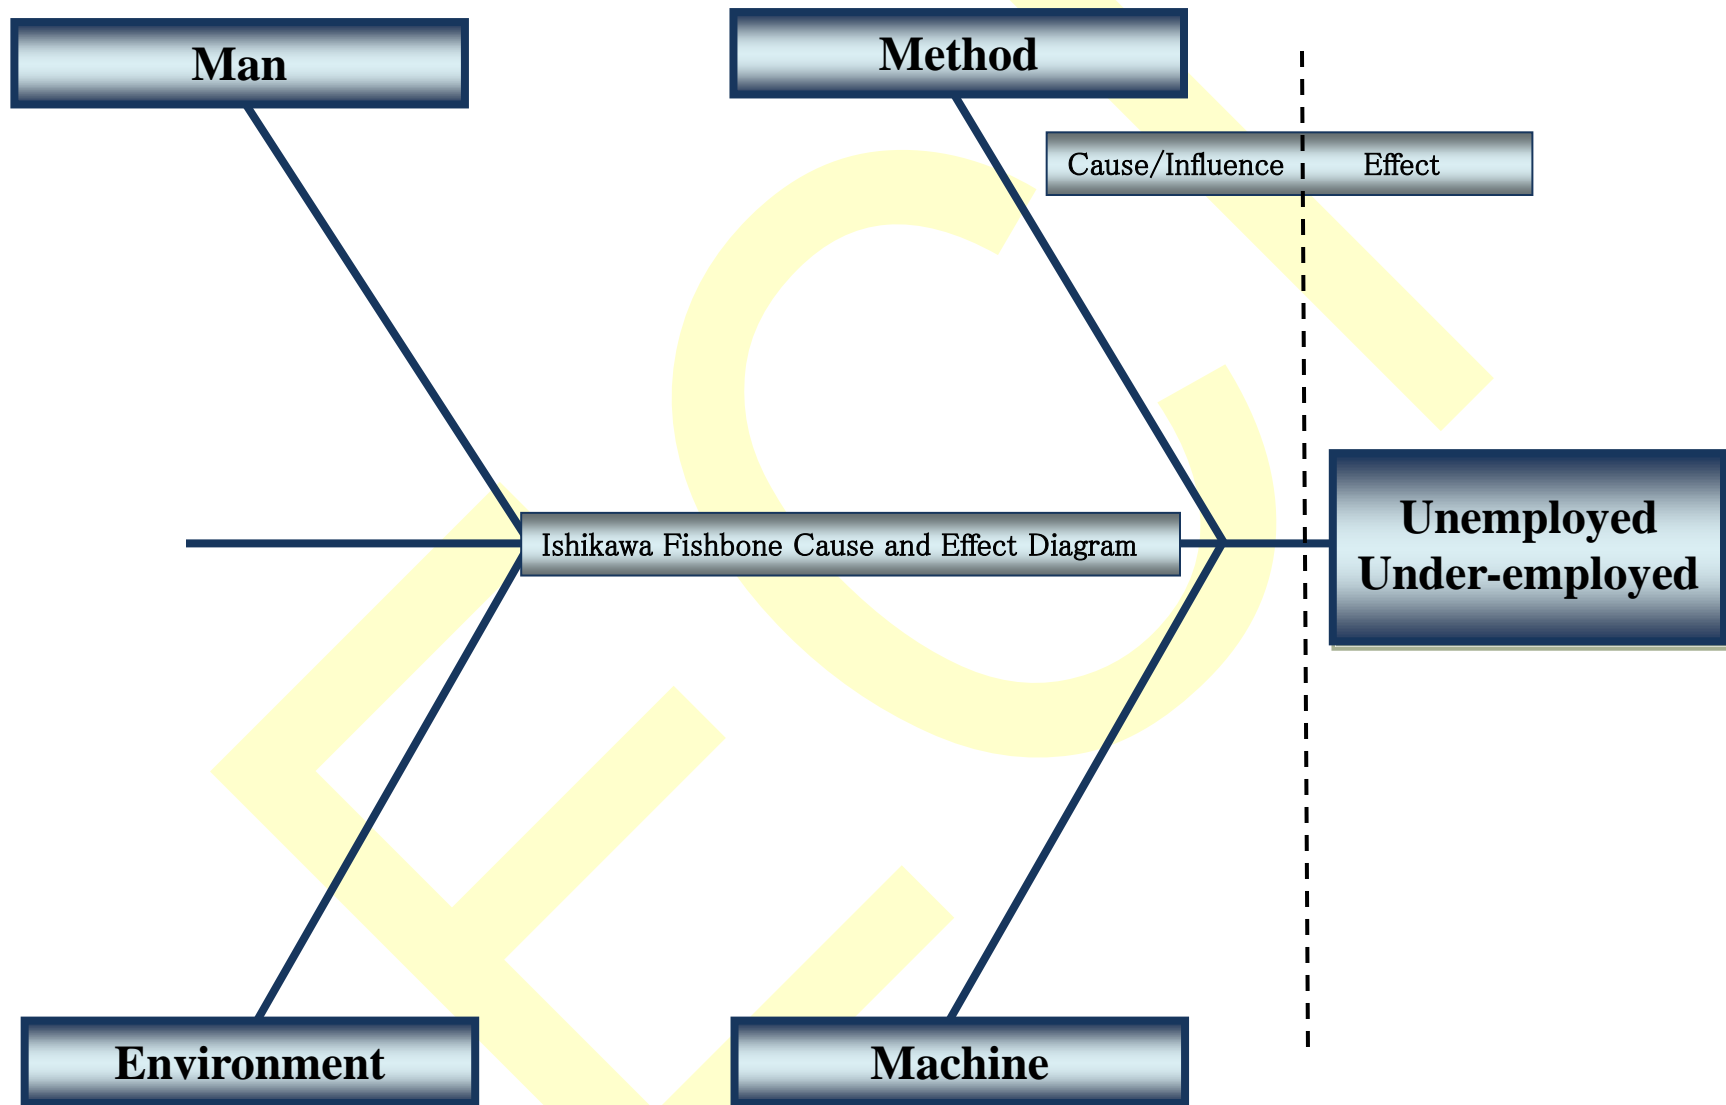 Man
Method
Cause/Influence Effect
Ishikawa Fishbone Cause and Effect Diagram
Unemployed
Under-employed
Environment
Machine